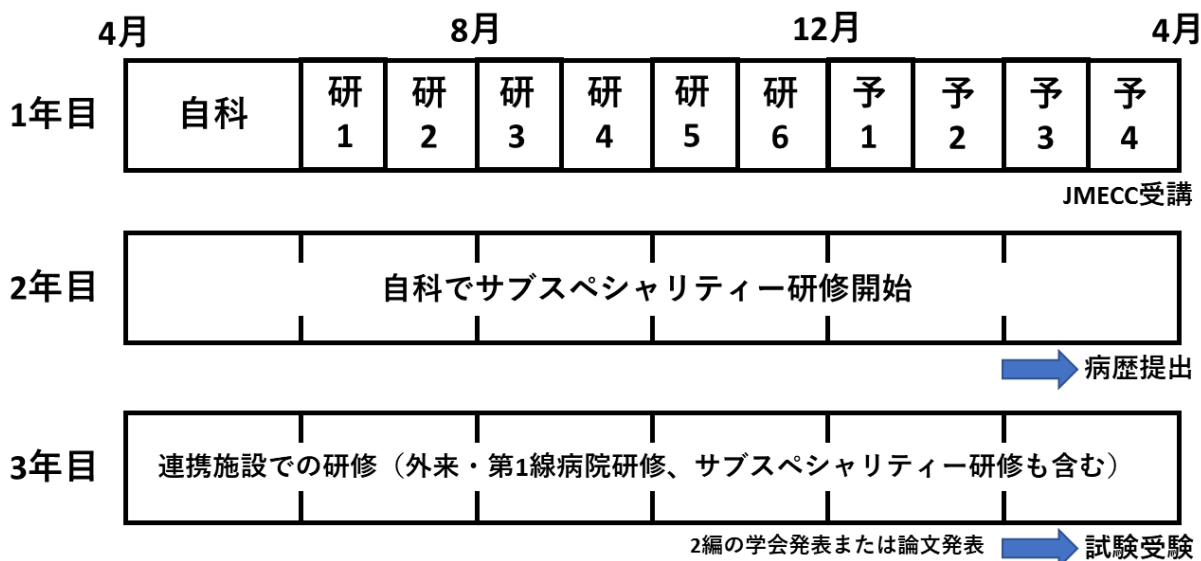 4月 8月 12月 4月
1年目 自科 研1 研2 研3 研4 研5 研6 予1 予2 予3 予4
JMECC受講
2年目 自科でサブスペシャリティー研修開始
病歴提出
3年目 連携施設での研修（外来・第1線病院研修、サブスペシャリティー研修も含む）
2編の学会発表または論文発表 試験受験